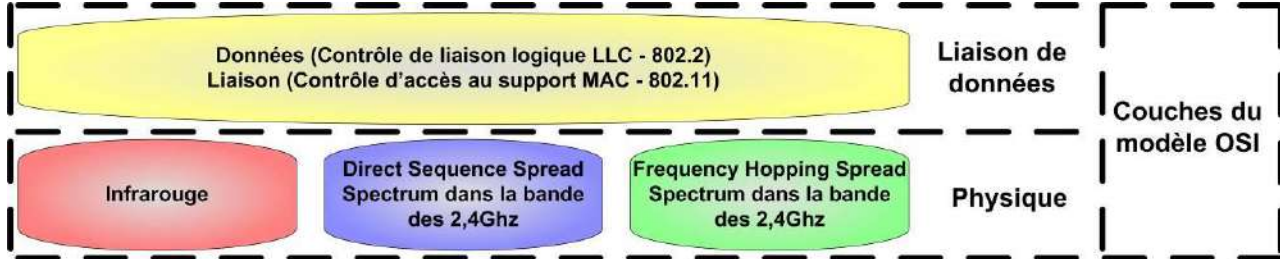 Données (Contrôle de liaison logique LLC - 802.2)
Liaison (Contrôle d'accès au support MAC - 802.11)
Liaison de
données
Infrarouge
Direct Sequence Spread
Spectrum dans la bande
des 2,4Ghz
Frequency Hopping Spread
Spectrum dans la bande
des 2,4Ghz
Physique
Couches du
modèle OSI